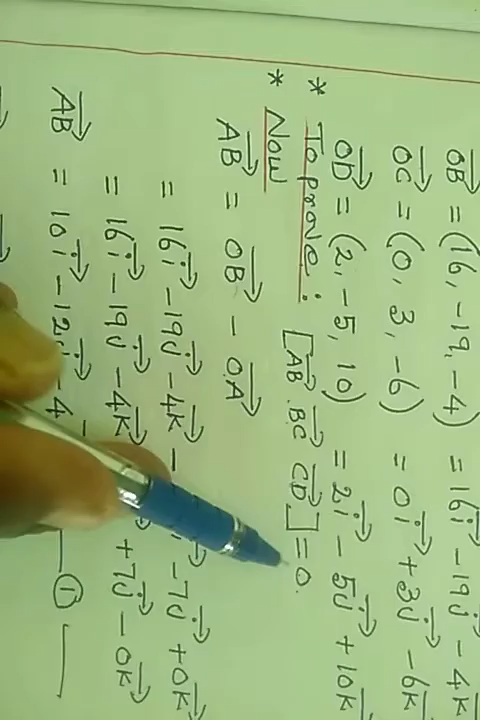 OB⃗ = (16, -19, -4) = 16i⃗ - 19j⃗ - 4k⃗
OC⃗ = (0, 3, -6) = 0i⃗ + 3j⃗ - 6k⃗
OD⃗ = (2, -5, 10) = 2i⃗ - 5j⃗ + 10k⃗
* To prove : [AB⃗ BC⃗ CD⃗] = 0.
* Now
AB⃗ = OB⃗ - OA⃗
= 16i⃗ - 19j⃗ - 4k⃗ - - 7j⃗ + 0k⃗
= 16i⃗ - 19j⃗ - 4k⃗ + 7j⃗ - 0k⃗
AB⃗ = 10i⃗ - 12j⃗ - 4 ①